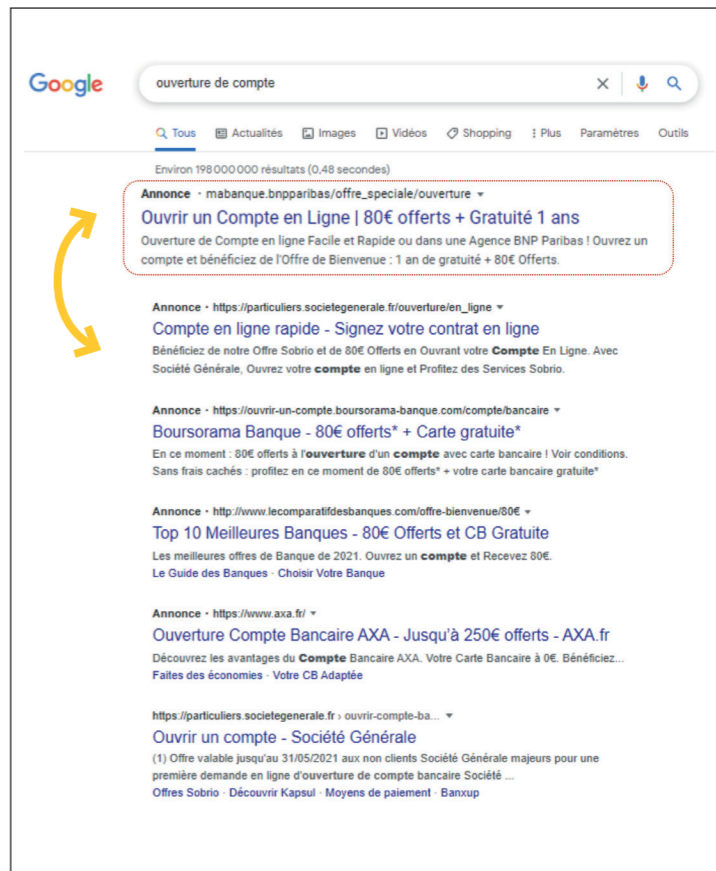 Google
ouverture de compte
Tous Actualités Images Vidéos Shopping Plus Paramètres Outils
Environ 198 000 000 résultats (0,48 secondes)
Annonce · mabanque.bnpparibas/offre_speciale/ouverture
Ouvrir un Compte en Ligne | 80€ offerts + Gratuité 1 ans
Ouverture de Compte en ligne Facile et Rapide ou dans une Agence BNP Paribas ! Ouvrez un
compte et bénéficiez de l'Offre de Bienvenue : 1 an de gratuité + 80€ Offerts.
Annonce · https://particuliers.societegenerale.fr/ouverture/en_ligne
Compte en ligne rapide - Signez votre contrat en ligne
Bénéficiez de notre Offre Sobrio et de 80€ Offerts en Ouvrant votre Compte En Ligne. Avec
Société Générale, Ouvrez votre compte en ligne et Profitez des Services Sobrio.
Annonce · https://ouvrir-un-compte.boursorama-banque.com/compte/bancaire
Boursorama Banque - 80€ offerts* + Carte gratuite*
En ce moment : 80€ offerts à l'ouverture d'un compte avec carte bancaire ! Voir conditions.
Sans frais cachés : profitez en ce moment de 80€ offerts* + votre carte bancaire gratuite*
Annonce · http://www.lecomparatifdesbanques.com/offre-bienvenue/80€
Top 10 Meilleures Banques - 80€ Offerts et CB Gratuite
Les meilleures offres de Banque de 2021. Ouvrez un compte et Recevez 80€.
Le Guide des Banques · Choisir Votre Banque
Annonce · https://www.axa.fr/
Ouverture Compte Bancaire AXA - Jusqu'à 250€ offerts - AXA.fr
Découvrez les avantages du Compte Bancaire AXA. Votre Carte Bancaire à 0€. Bénéficiez...
Faites des économies · Votre CB Adaptée
https://particuliers.societegenerale.fr › ouvrir-compte-ba...
Ouvrir un compte - Société Générale
(1) Offre valable jusqu'au 31/05/2021 aux non clients Société Générale majeurs pour une
première demande en ligne d'ouverture de compte bancaire Société ...
Offres Sobrio · Découvrir Kapsul · Moyens de paiement · Banxup